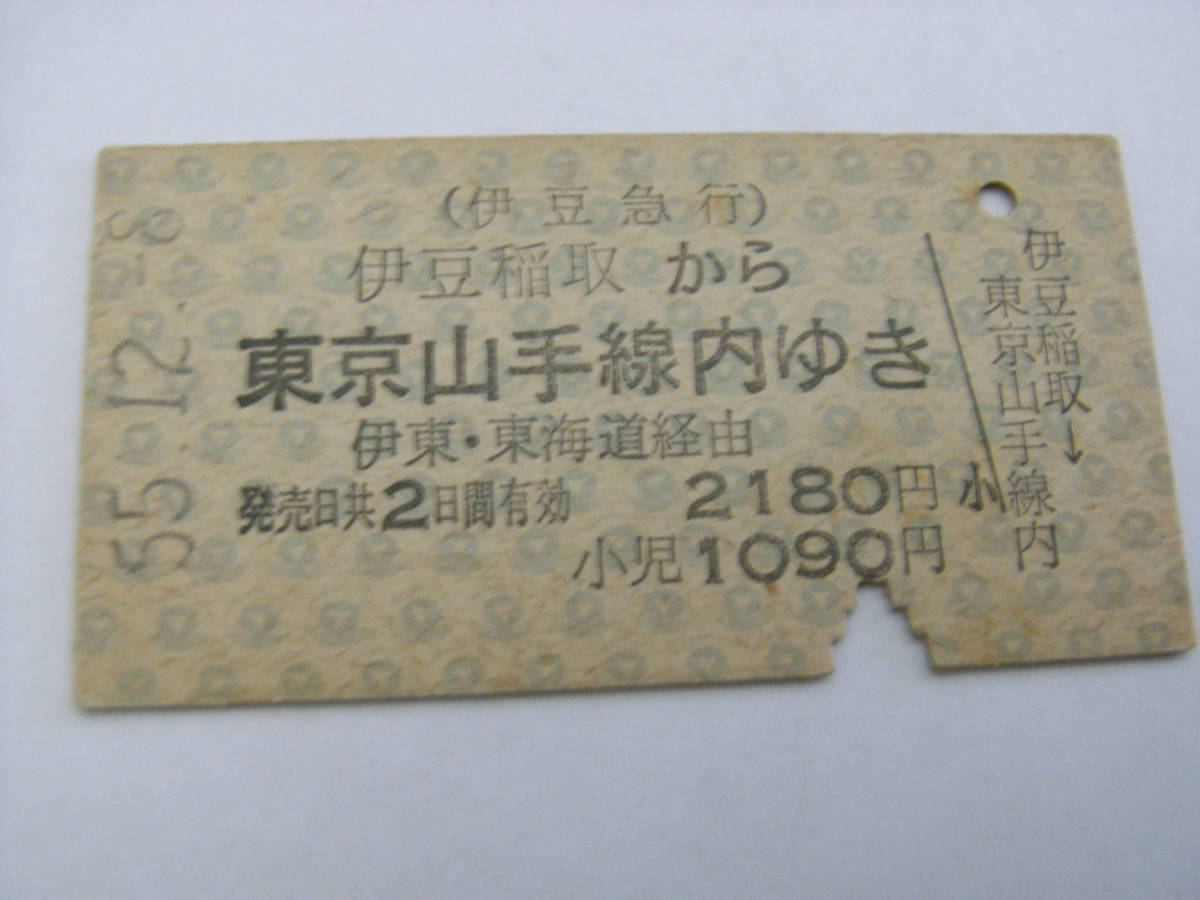 (伊豆急行)
伊豆稲取から
東京山手線内ゆき
伊東・東海道経由
発売日共2日間有効 2180円
小児1090円
小
伊豆稲取→
東京山手線内
55.12.-8